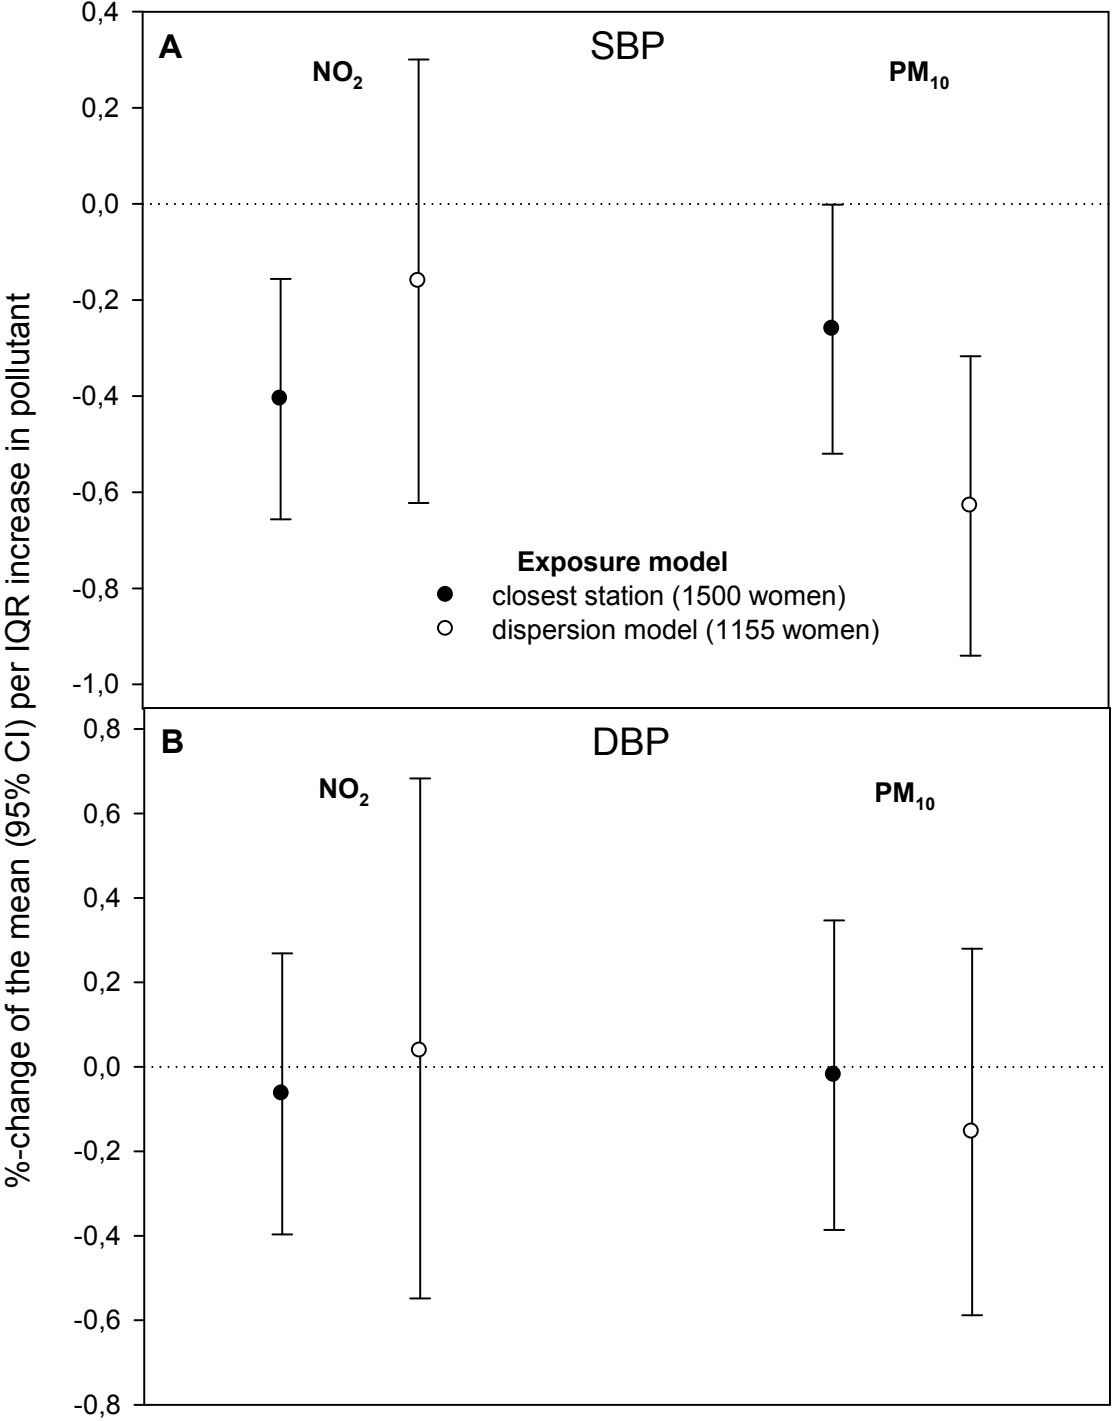 %-change of the mean (95% CI) per IQR increase in pollutant
A
SBP
NO2
PM10
0,4
0,2
0,0
-0,2
-0,4
-0,6
-0,8
-1,0
Exposure model
closest station (1500 women)
dispersion model (1155 women)
B
DBP
NO2
PM10
0,8
0,6
0,4
0,2
0,0
-0,2
-0,4
-0,6
-0,8